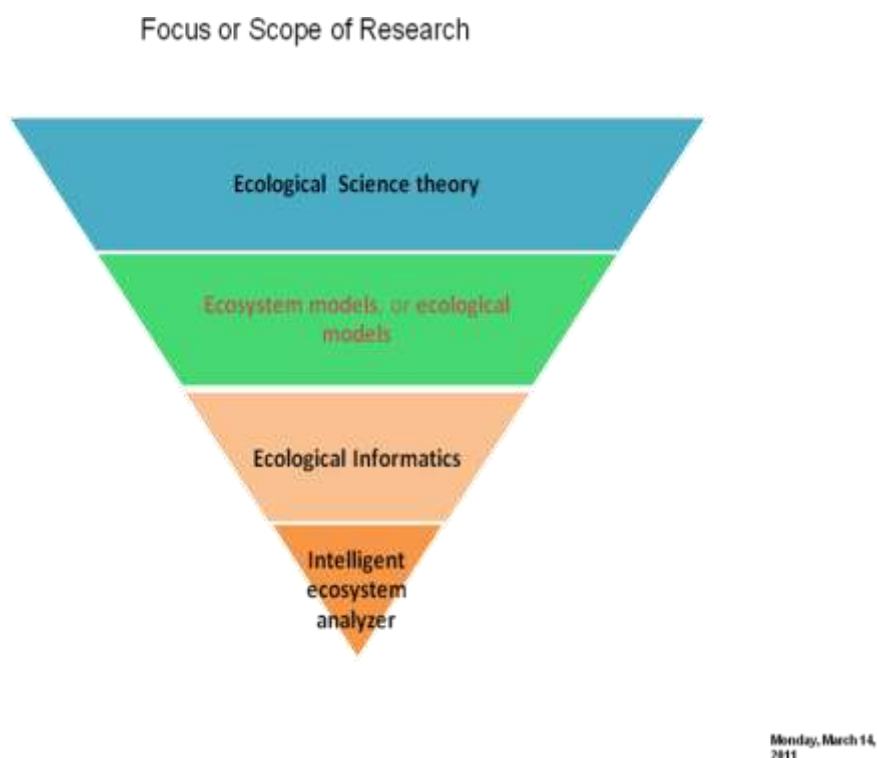 Focus or Scope of Research
Ecological Science theory
Ecosystem models, or ecological
models
Ecological Informatics
Intelligent
ecosystem
analyzer
Monday, March 14,
2011